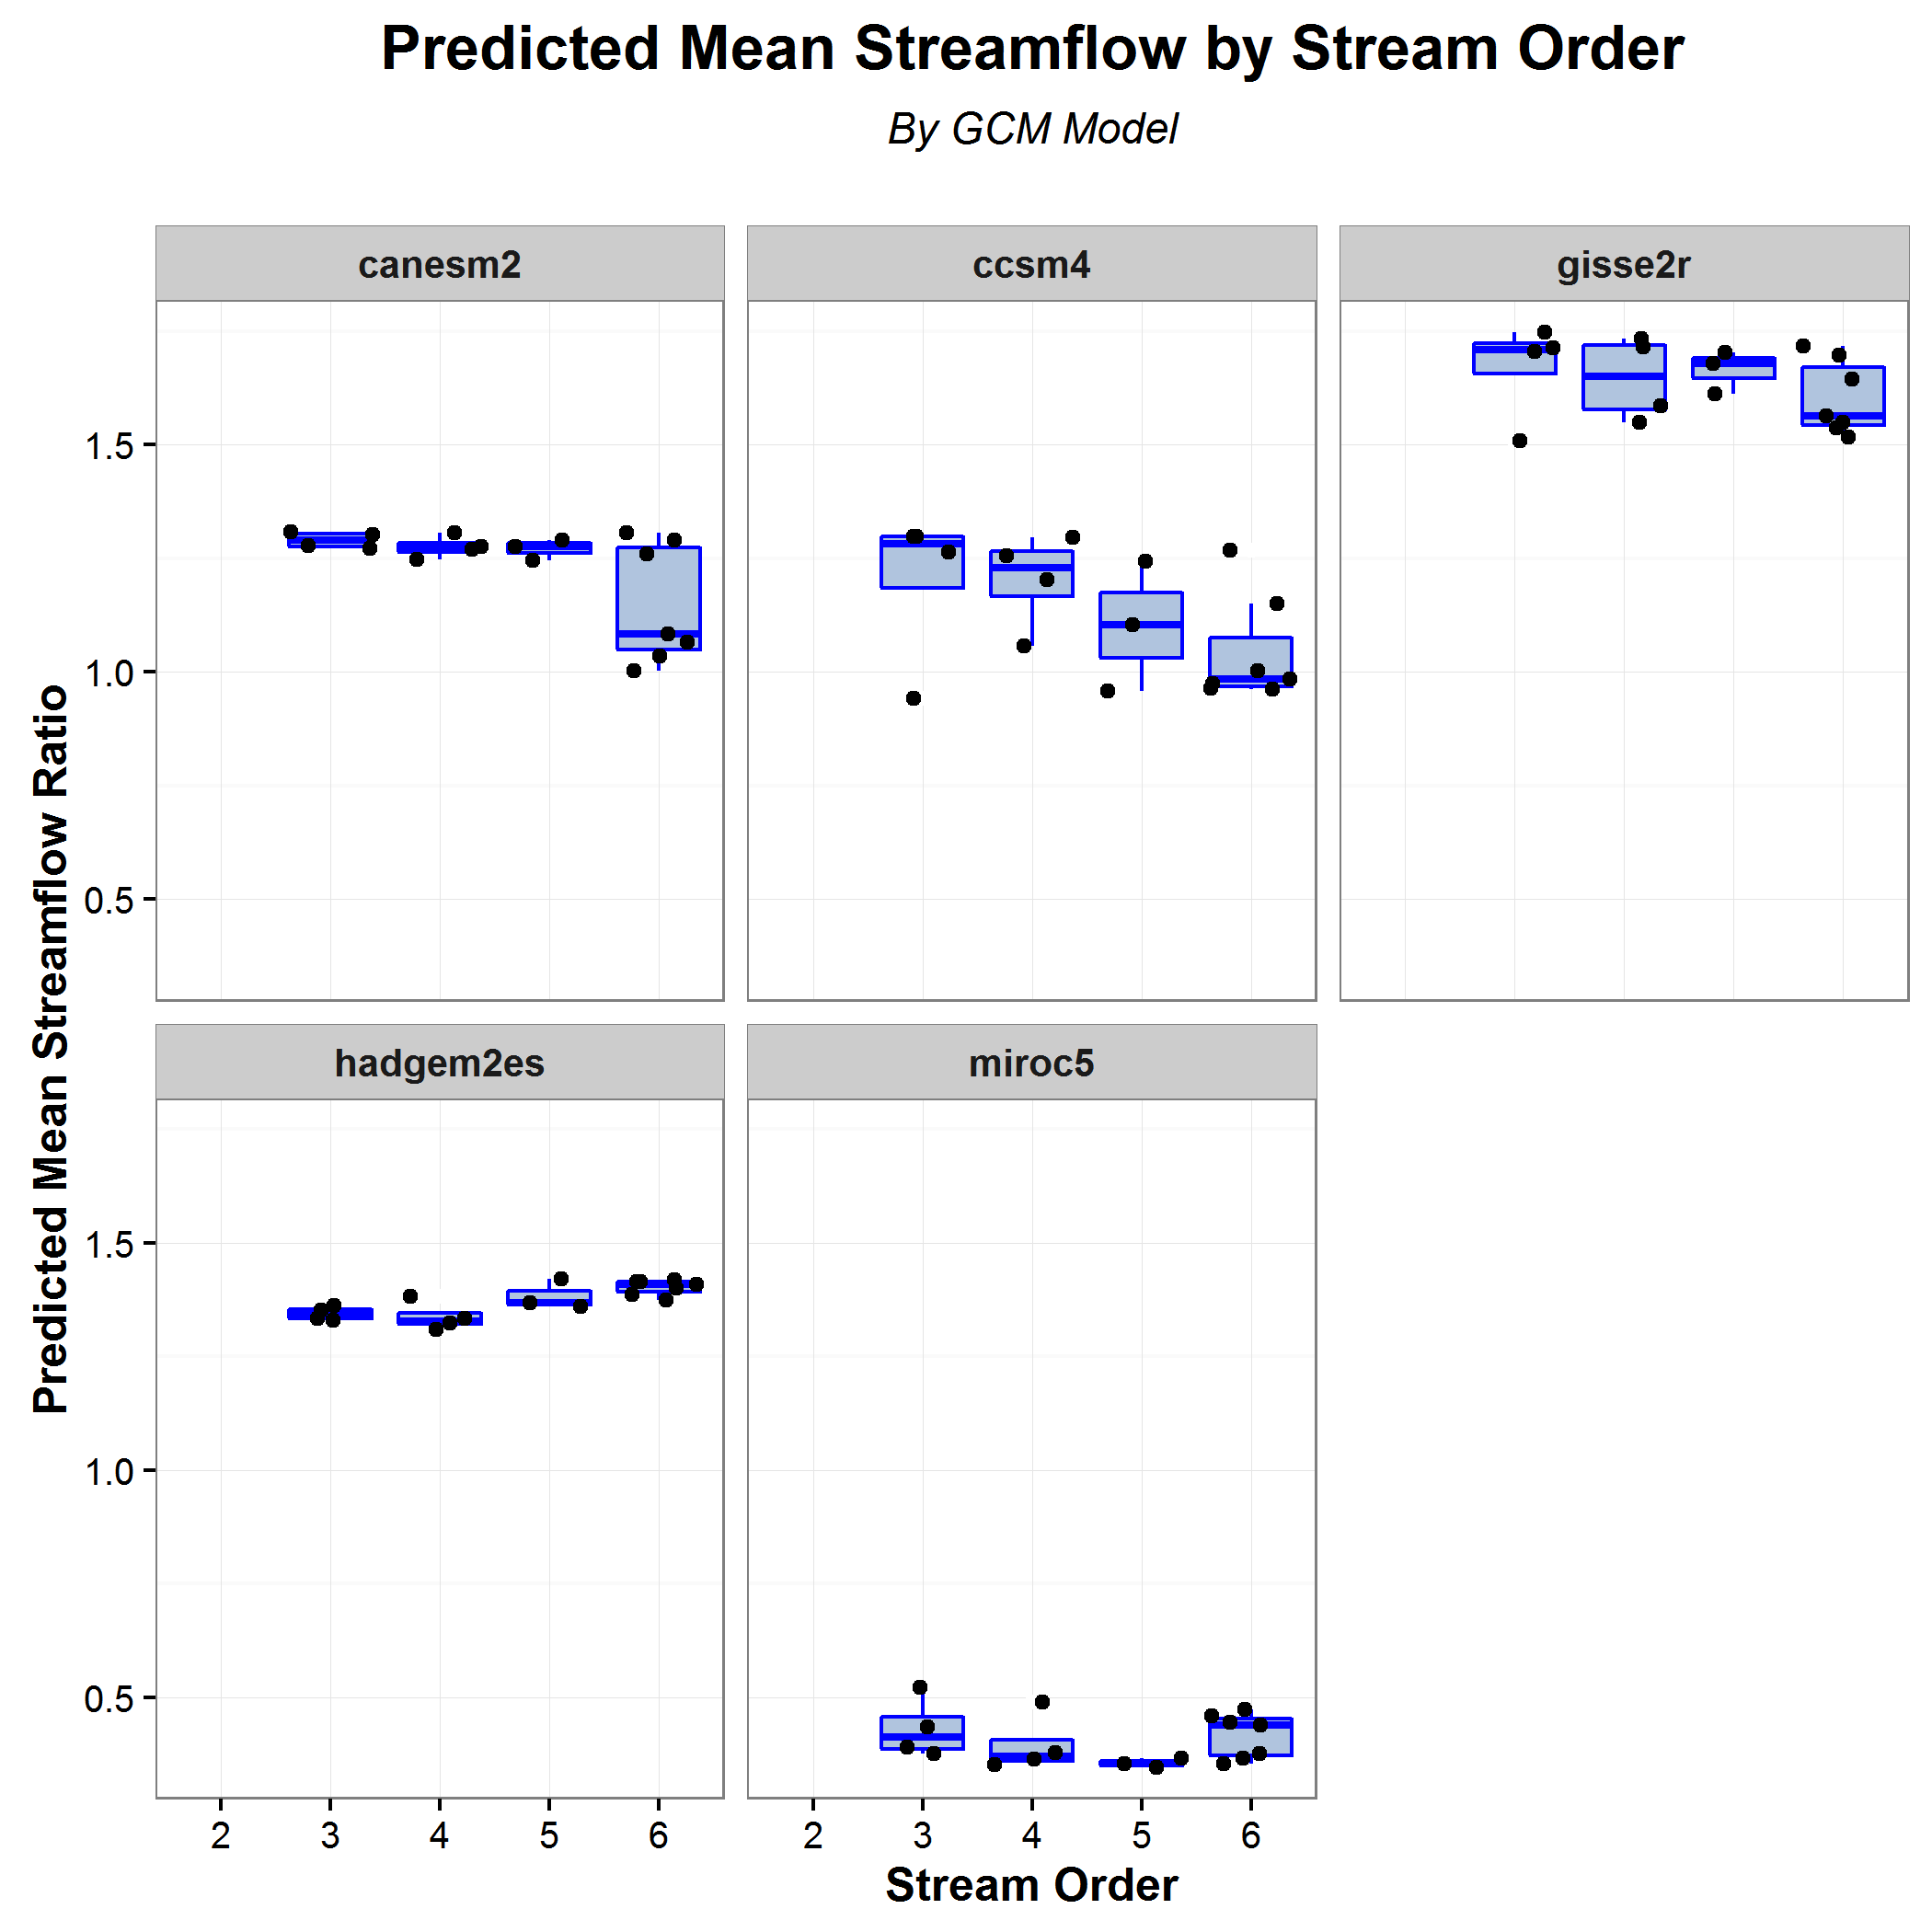 Predicted Mean Streamflow by Stream Order
By GCM Model
canesm2
ccsm4
gisse2r
1.5
1.0
0.5
Predicted Mean Streamflow Ratio
hadgem2es
miroc5
1.5
1.0
0.5
2 3 4 5 6
2 3 4 5 6
Stream Order